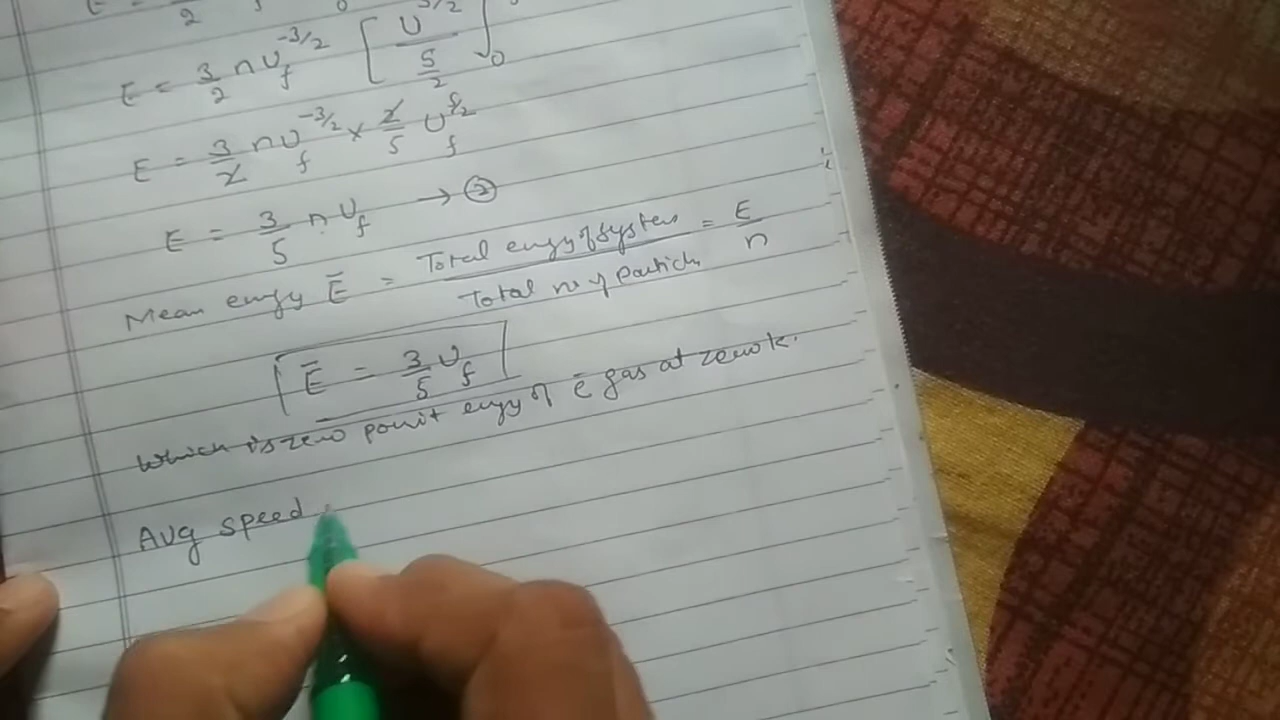 E = 3/2 n U_f^{-3/2} [ U^{5/2} / 5/2 ]_0
E = 3/2 n U_f^{-3/2} × 2/5 U_f^{5/2}
E = 3/5 n U_f → ②
Mean engy Ē = Total engy of system / Total no of Particls = E/n
Ē = 3/5 U_f
Which is zero point engy of ē gas at zero k.
Avg speed